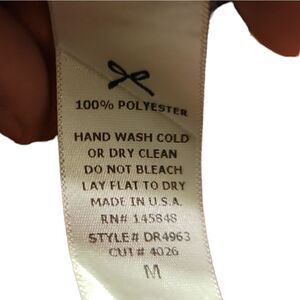 100% POLYESTER
HAND WASH COLD
OR DRY CLEAN
DO NOT BLEACH
LAY FLAT TO DRY
MADE IN U.S.A.
RN# 145848
STYLE# DR4963
CUT # 4026
M